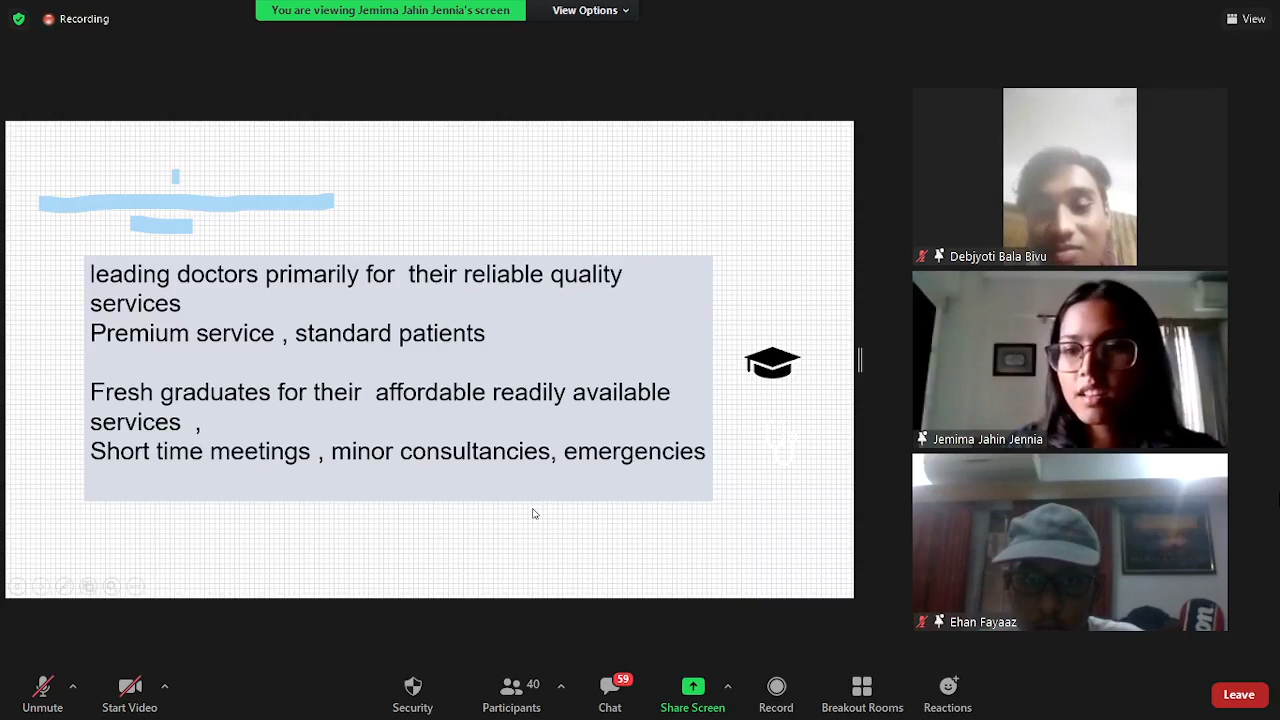 Recording
You are viewing Jemima Jahin Jennia's screen
View Options
View
leading doctors primarily for  their reliable quality
services
Premium service , standard patients
Fresh graduates for their  affordable readily available
services  ,
Short time meetings , minor consultancies, emergencies
Debjyoti Bala Bivu
Jemima Jahin Jennia
Ehan Fayaaz
Unmute
Start Video
Security
40
Participants
59
Chat
Share Screen
Record
Breakout Rooms
Reactions
Leave